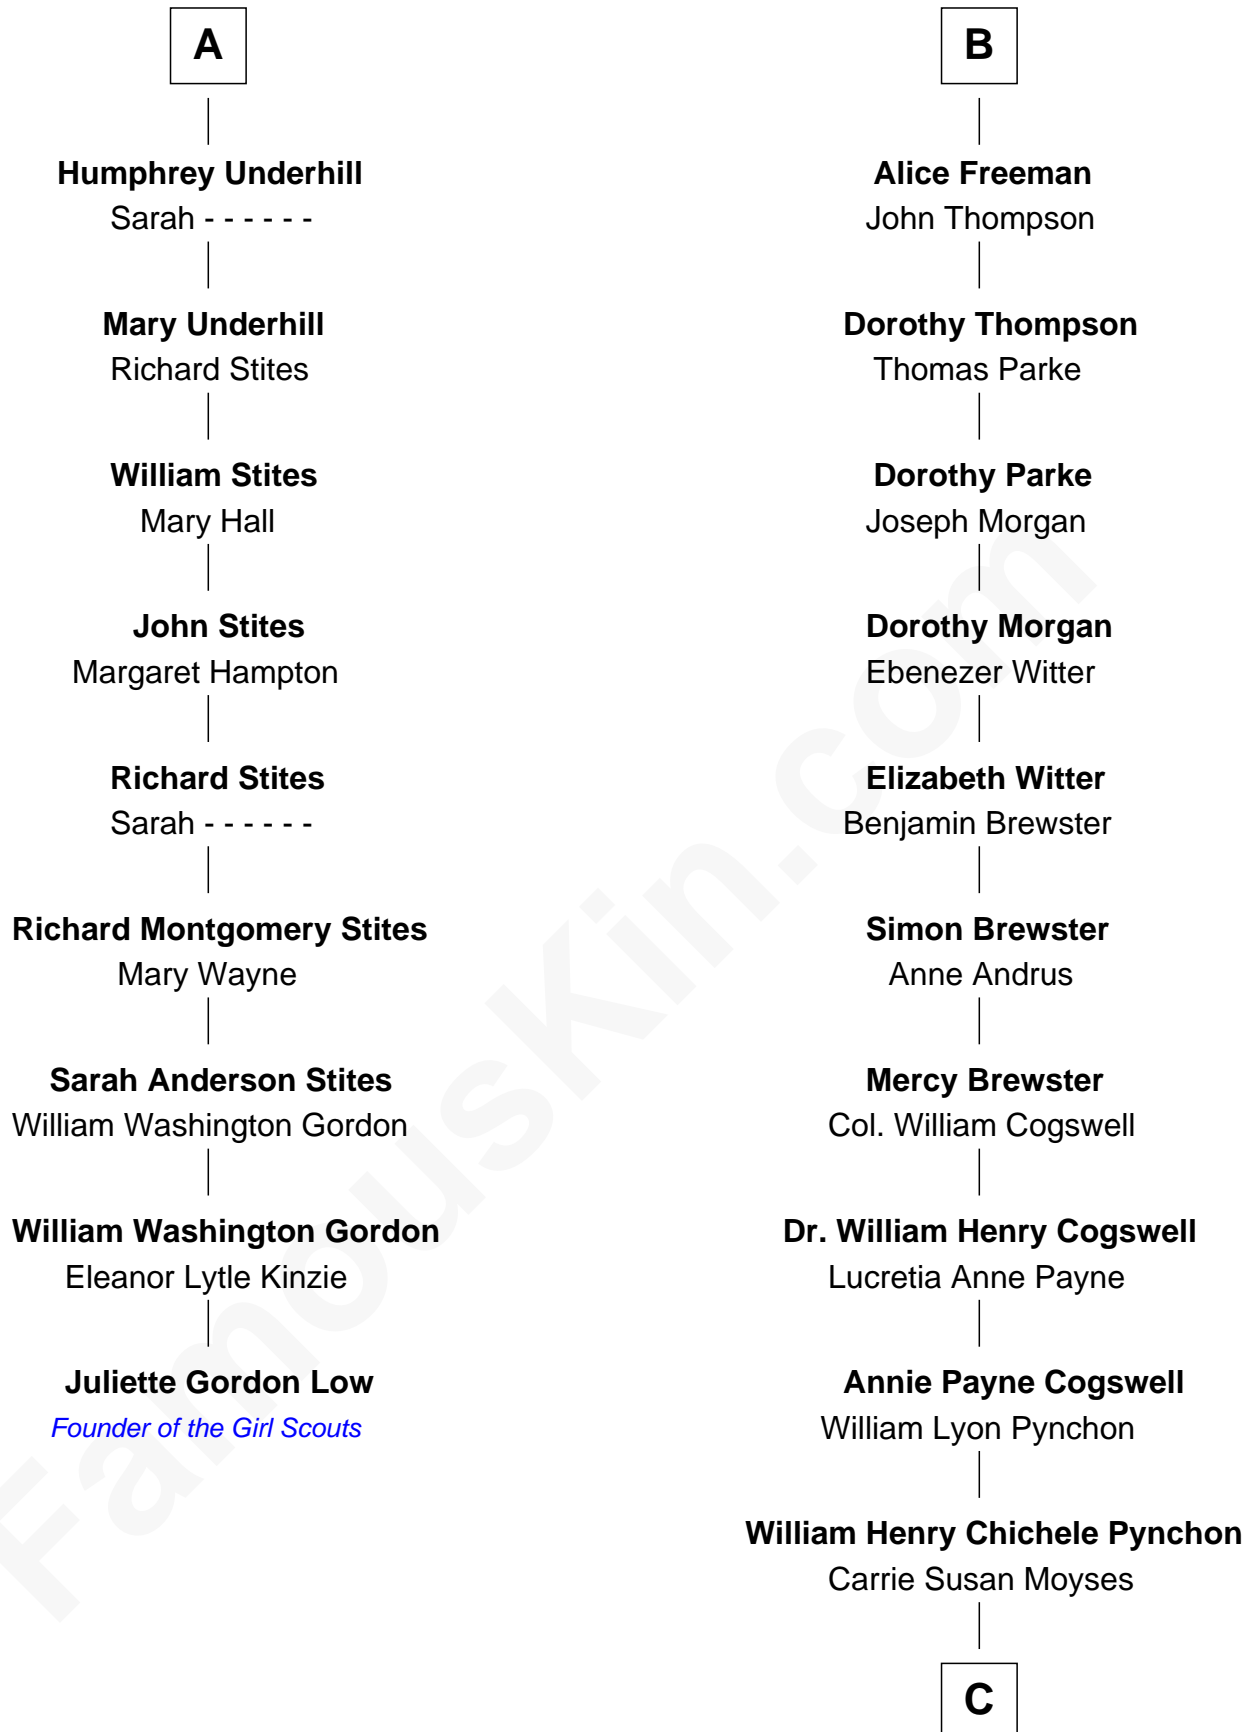 A
Humphrey Underhill
Sarah - - - - - -
Mary Underhill
Richard Stites
William Stites
Mary Hall
John Stites
Margaret Hampton
Richard Stites
Sarah - - - - - -
Richard Montgomery Stites
Mary Wayne
Sarah Anderson Stites
William Washington Gordon
William Washington Gordon
Eleanor Lytle Kinzie
Juliette Gordon Low
Founder of the Girl Scouts
B
Alice Freeman
John Thompson
Dorothy Thompson
Thomas Parke
Dorothy Parke
Joseph Morgan
Dorothy Morgan
Ebenezer Witter
Elizabeth Witter
Benjamin Brewster
Simon Brewster
Anne Andrus
Mercy Brewster
Col. William Cogswell
Dr. William Henry Cogswell
Lucretia Anne Payne
Annie Payne Cogswell
William Lyon Pynchon
William Henry Chichele Pynchon
Carrie Susan Moyses
C
FamousKin.com